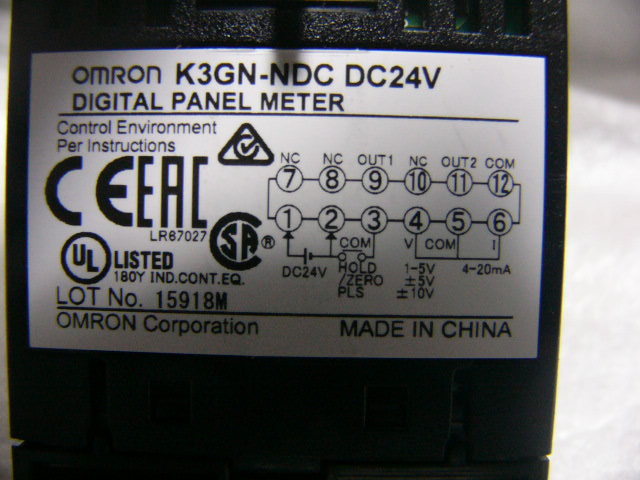 OMRON K3GN-NDC DC24V
DIGITAL PANEL METER
Control Environment
Per Instructions
CE EAC
LR67027 SA ®
UL LISTED
180Y IND.CONT.EQ.
LOT No. 15918M
OMRON Corporation MADE IN CHINA
NC NC OUT1 NC OUT2 COM
7 8 9 10 11 12
1 2 3 4 5 6
COM V COM I
DC24V HOLD 1-5V 4-20mA
/ZERO ±5V
PLS ±10V